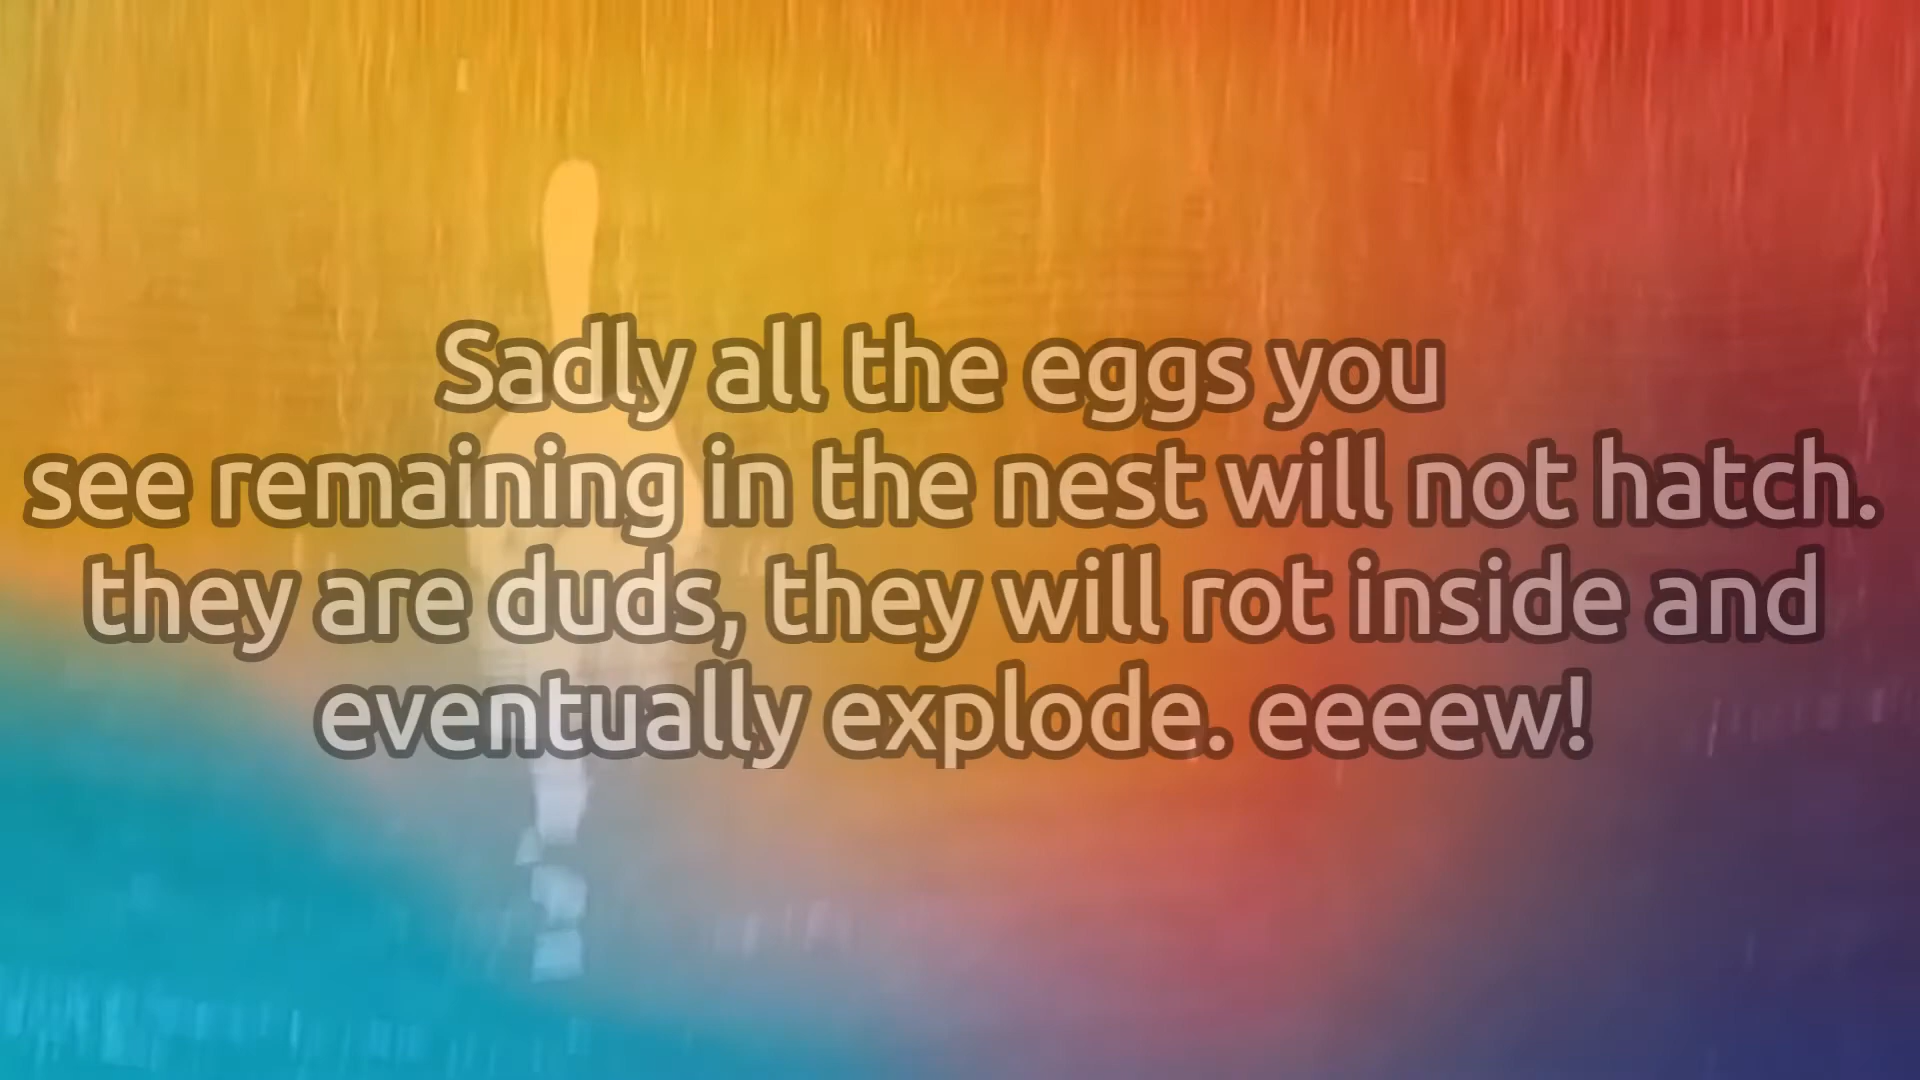 Sadly all the eggs you
see remaining in the nest will not hatch.
they are duds, they will rot inside and
eventually explode. eeeew!